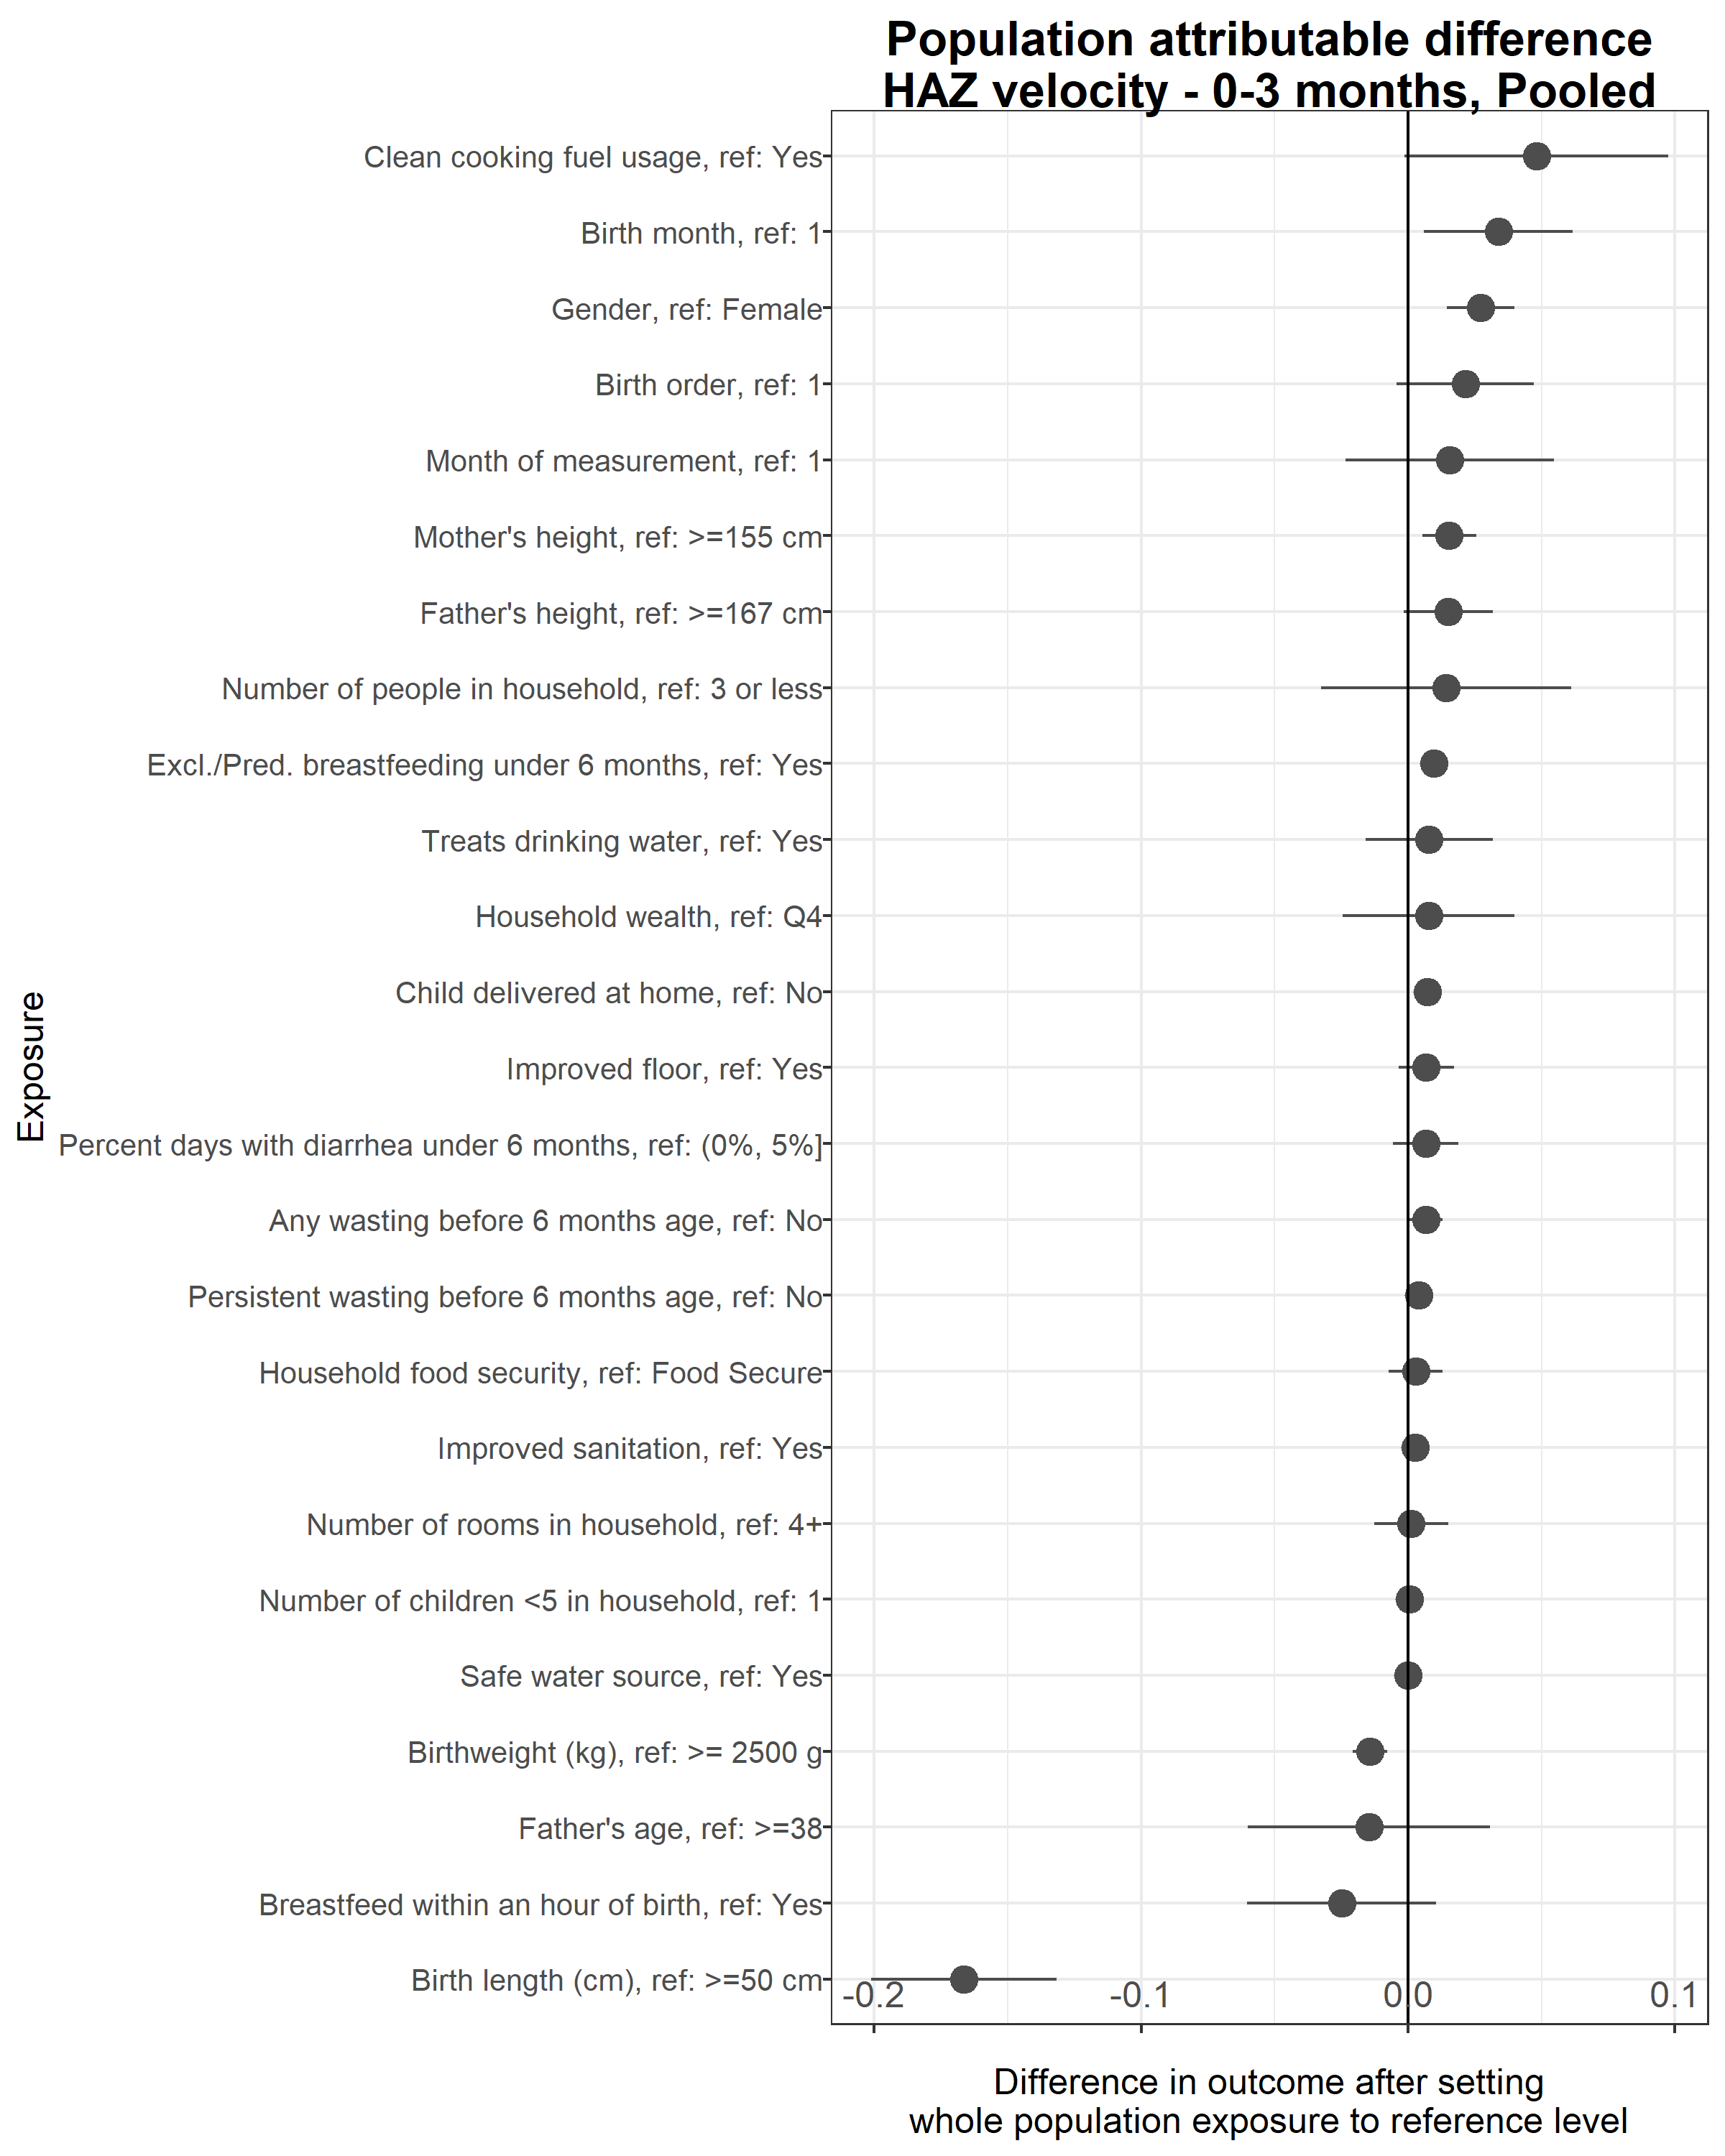 Population attributable difference
HAZ velocity - 0-3 months, Pooled
Clean cooking fuel usage, ref: Yes
Birth month, ref: 1
Gender, ref: Female
Birth order, ref: 1
Month of measurement, ref: 1
Mother's height, ref: >=155 cm
Father's height, ref: >=167 cm
Number of people in household, ref: 3 or less
Excl./Pred. breastfeeding under 6 months, ref: Yes
Treats drinking water, ref: Yes
Household wealth, ref: Q4
Child delivered at home, ref: No
Improved floor, ref: Yes
Percent days with diarrhea under 6 months, ref: (0%, 5%]
Any wasting before 6 months age, ref: No
Persistent wasting before 6 months age, ref: No
Household food security, ref: Food Secure
Improved sanitation, ref: Yes
Number of rooms in household, ref: 4+
Number of children <5 in household, ref: 1
Safe water source, ref: Yes
Birthweight (kg), ref: >= 2500 g
Father's age, ref: >=38
Breastfeed within an hour of birth, ref: Yes
Birth length (cm), ref: >=50 cm
Exposure
-0.2 -0.1 0.0 0.1
Difference in outcome after setting
whole population exposure to reference level